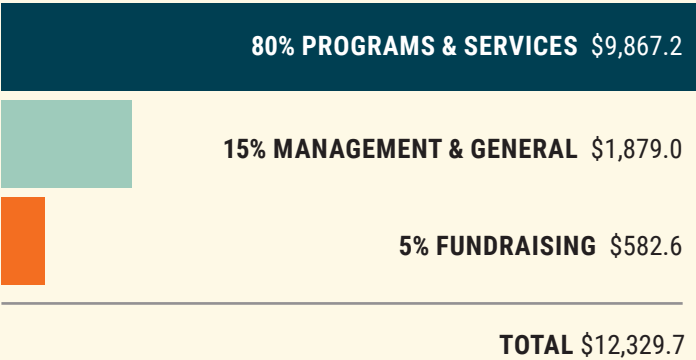 80% PROGRAMS & SERVICES $9,867.2
15% MANAGEMENT & GENERAL $1,879.0
5% FUNDRAISING $582.6
TOTAL $12,329.7